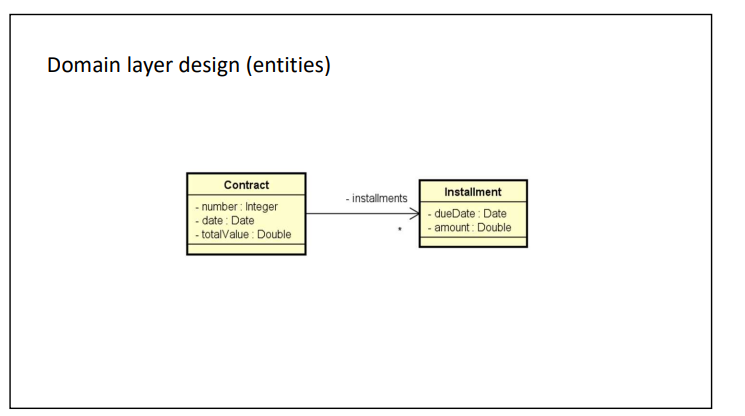 Domain layer design (entities)
Contract
- number : Integer
- date : Date
- totalValue : Double
- installments
*
Installment
- dueDate : Date
- amount : Double